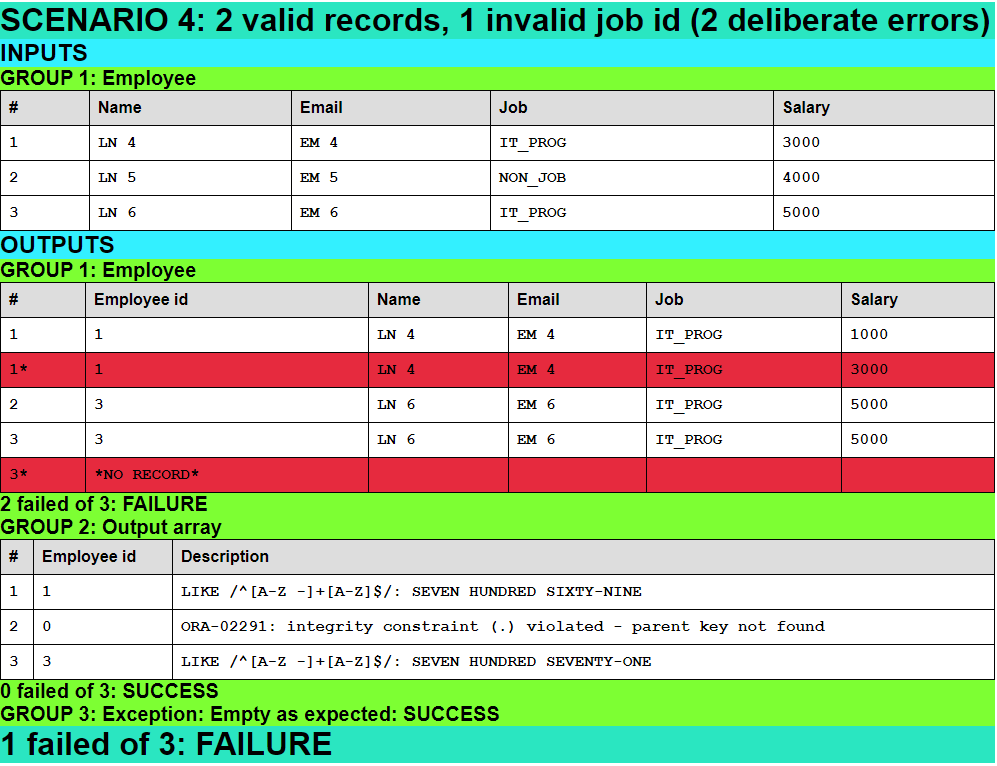 SCENARIO 4: 2 valid records, 1 invalid job id (2 deliberate errors)
INPUTS
GROUP 1: Employee
# Name Email Job Salary
1 LN 4 EM 4 IT_PROG 3000
2 LN 5 EM 5 NON_JOB 4000
3 LN 6 EM 6 IT_PROG 5000
OUTPUTS
GROUP 1: Employee
# Employee id Name Email Job Salary
1 1 LN 4 EM 4 IT_PROG 1000
1* 1 LN 4 EM 4 IT_PROG 3000
2 3 LN 6 EM 6 IT_PROG 5000
3 3 LN 6 EM 6 IT_PROG 5000
3* *NO RECORD*
2 failed of 3: FAILURE
GROUP 2: Output array
# Employee id Description
1 1 LIKE /^[A-Z -]+[A-Z]$/: SEVEN HUNDRED SIXTY-NINE
2 0 ORA-02291: integrity constraint (.) violated - parent key not found
3 3 LIKE /^[A-Z -]+[A-Z]$/: SEVEN HUNDRED SEVENTY-ONE
0 failed of 3: SUCCESS
GROUP 3: Exception: Empty as expected: SUCCESS
1 failed of 3: FAILURE